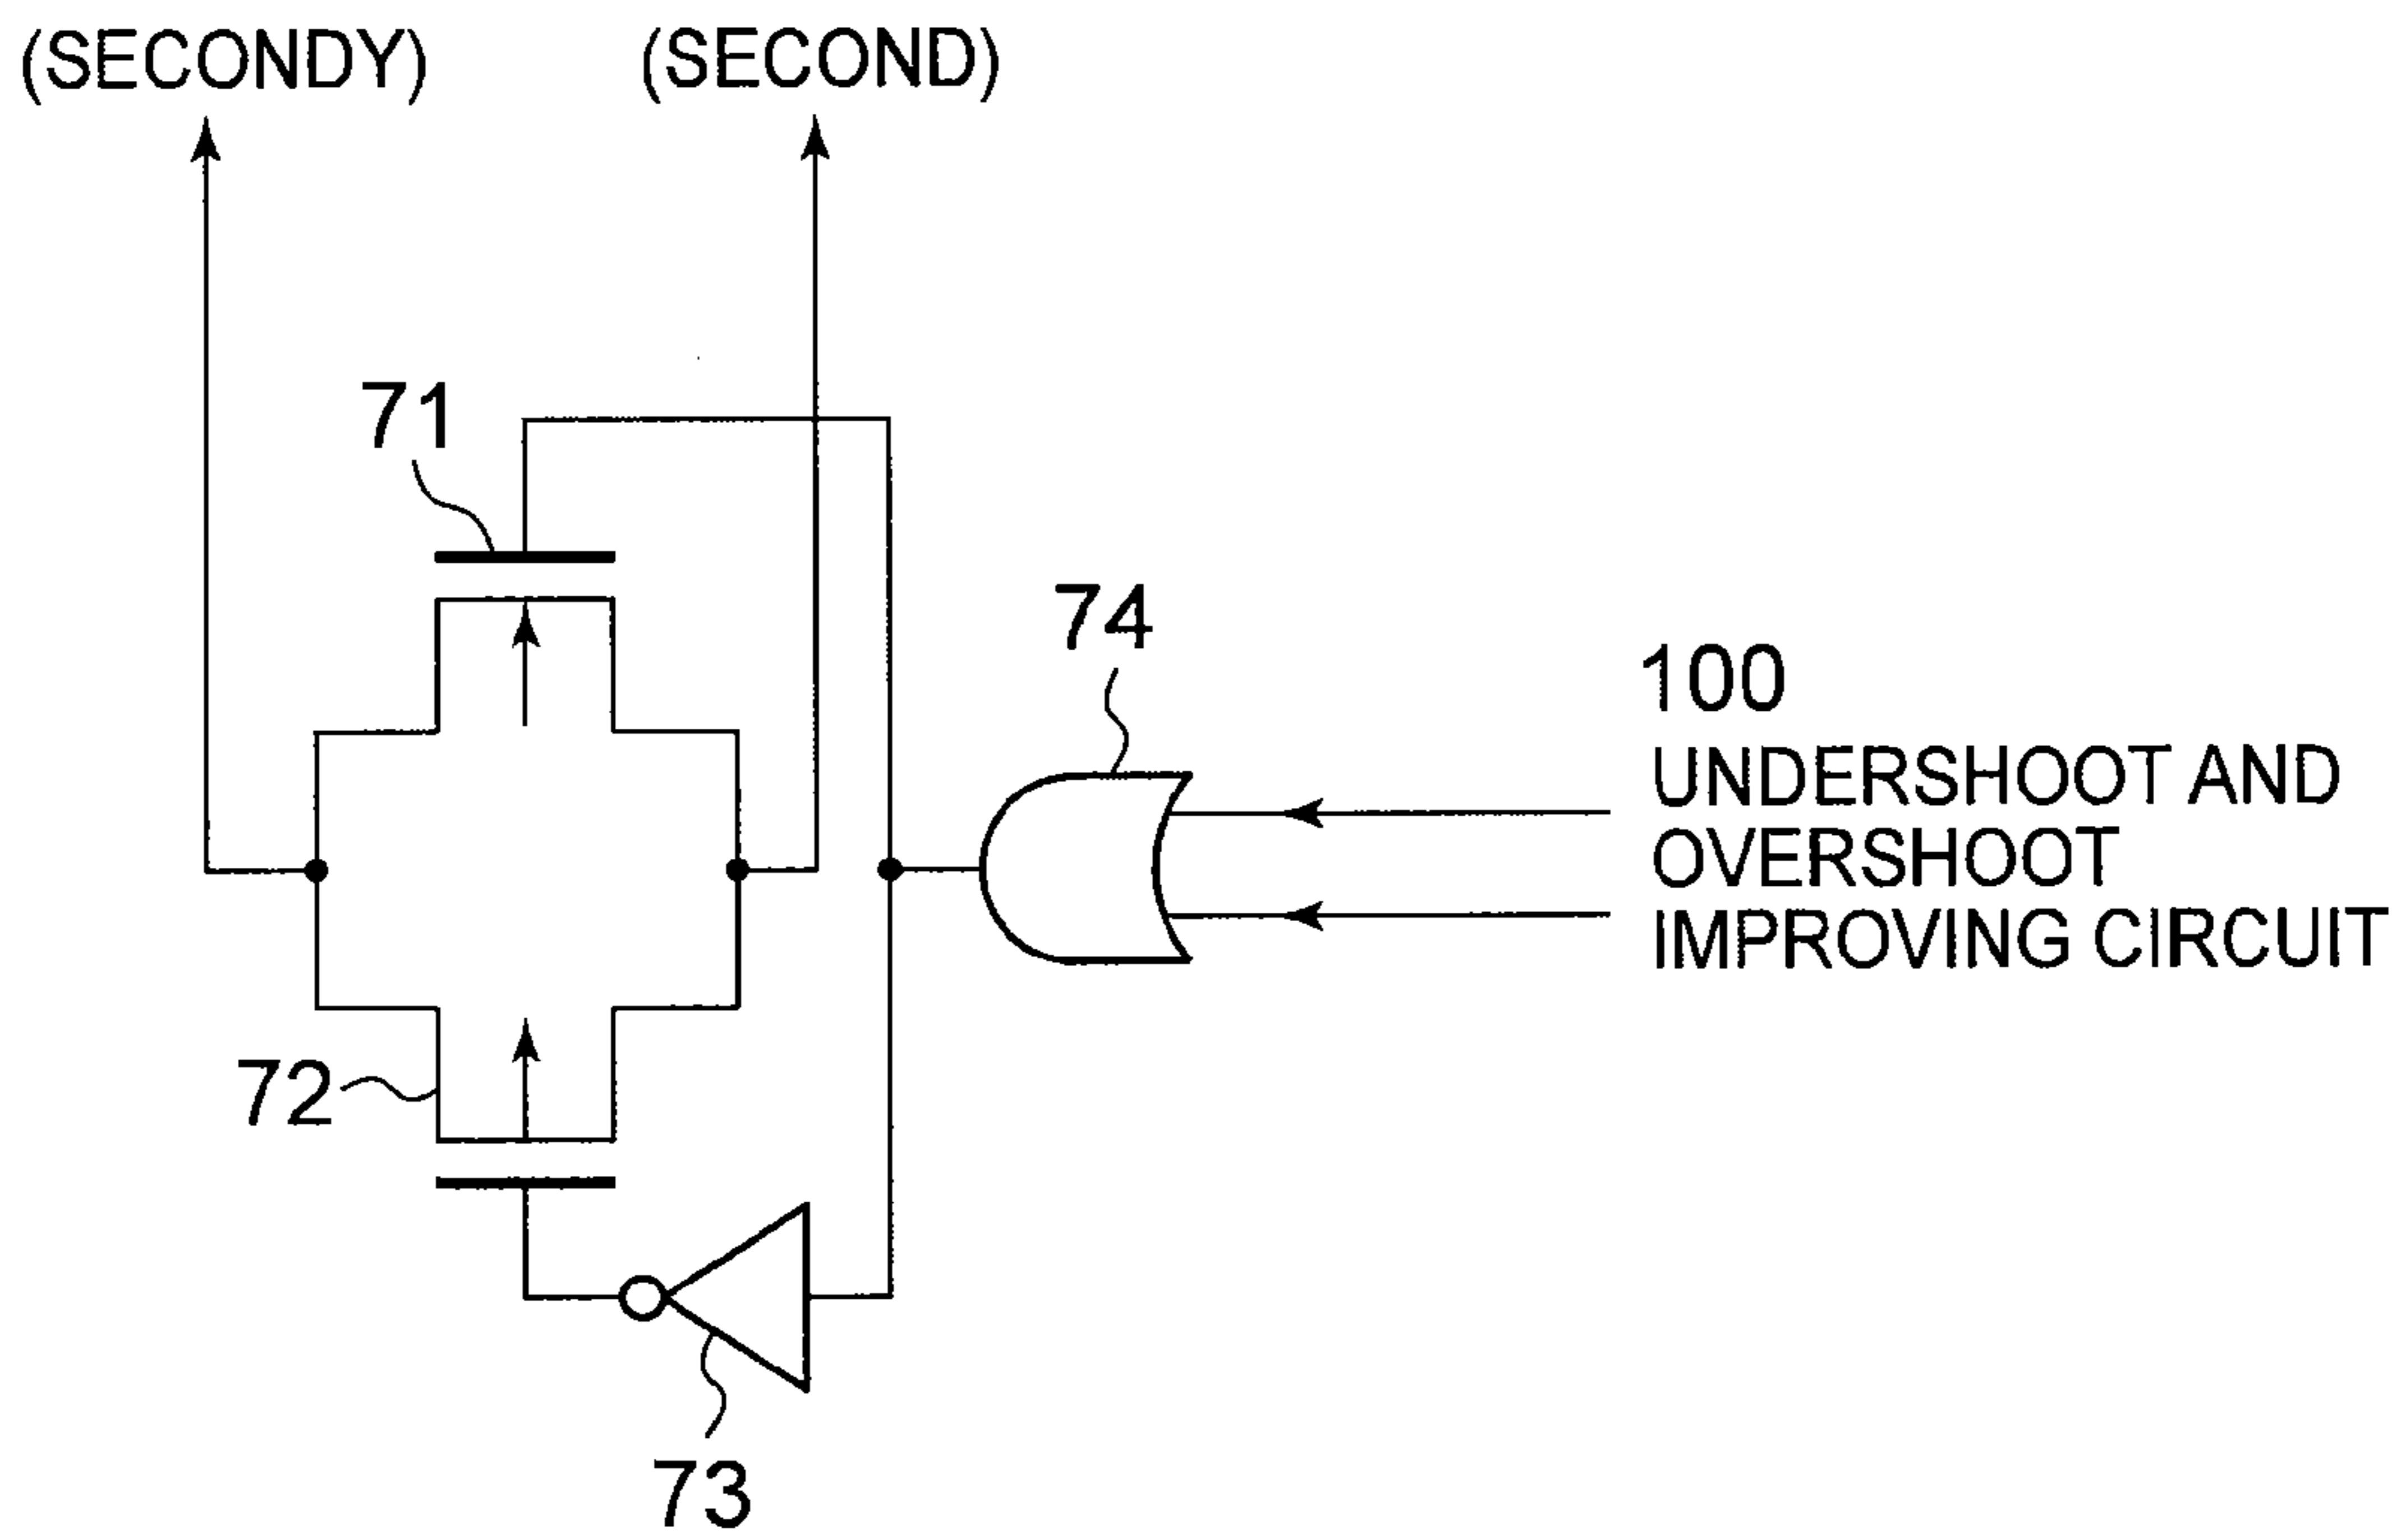 (SECONDY)
(SECOND)
71
74
100
UNDERSHOOT AND
OVERSHOOT
IMPROVING CIRCUIT
72
73